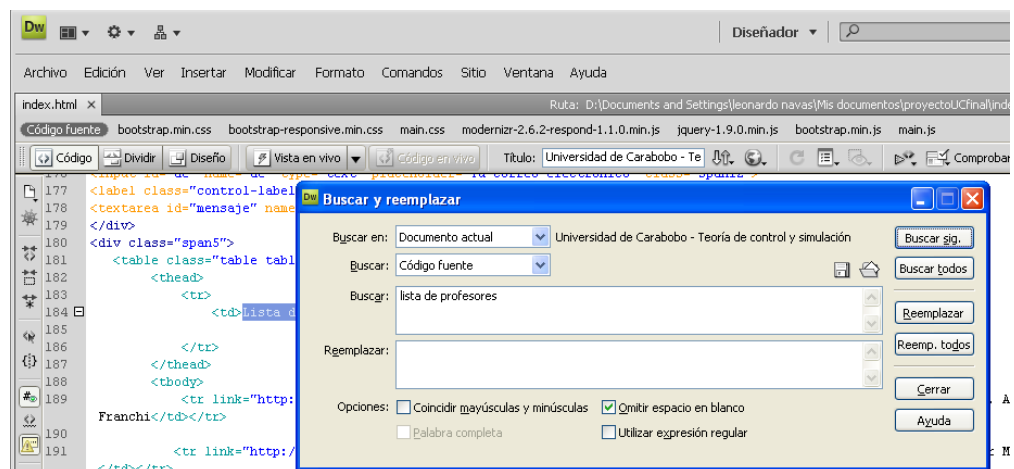 Dw Diseñador
Archivo Edición Ver Insertar Modificar Formato Comandos Sitio Ventana Ayuda
index.html × Ruta: D:\Documents and Settings\leonardo navas\Mis documentos\proyectoUCfinal\inde
Código fuente bootstrap.min.css bootstrap-responsive.min.css main.css modernizr-2.6.2-respond-1.1.0.min.js jquery-1.9.0.min.js bootstrap.min.js main.js
Código Dividir Diseño Vista en vivo Código en vivo Título: Universidad de Carabobo - Te Comprobar
177 <label class="control-label
178 <textarea id="mensaje" name
179 </div>
180 <div class="span5">
181 <table class="table tabl
182 <thead>
183 <tr>
184 <td>Lista d
185
186 </tr>
187 </thead>
188 <tbody>
189 <tr link="http: . A
Franchi</td></tr>
190
191 <tr link="http:/ r M
</td></tr>
Dw Buscar y reemplazar
Buscar en: Documento actual Universidad de Carabobo - Teoría de control y simulación Buscar sig.
Buscar: Código fuente Buscar todos
Buscar: lista de profesores
Reemplazar
Reemplazar: Reemp. todos
Cerrar
Opciones: Coincidir mayúsculas y minúsculas Omitir espacio en blanco
Ayuda
Palabra completa Utilizar expresión regular